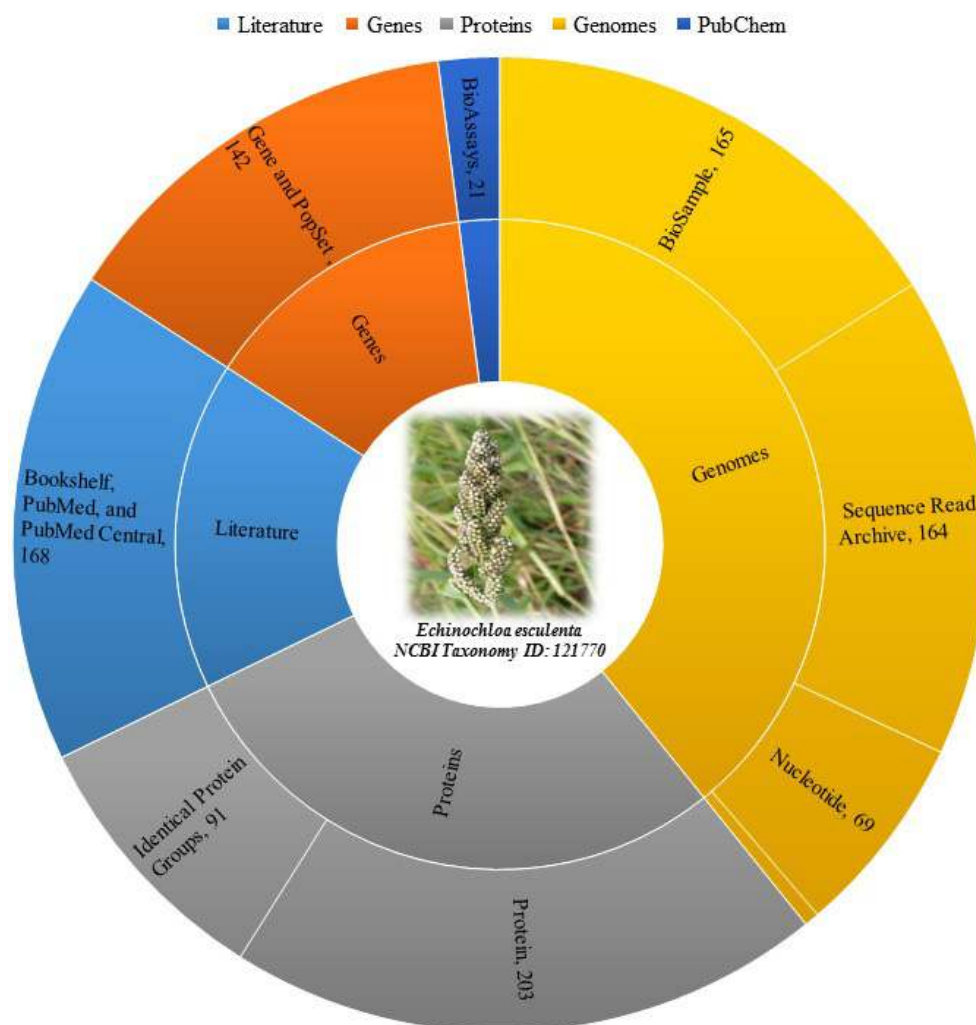 Literature Genes Proteins Genomes PubChem
BioAssays, 21
BioSample, 165
Gene and PopSet ,
142
Genes
Genomes
Sequence Read
Archive, 164
Bookshelf,
PubMed, and
PubMed Central,
168
Literature
Echinochloa esculenta
NCBI Taxonomy ID: 121770
Nucleotide, 69
Proteins
Identical Protein
Groups, 91
Protein, 203